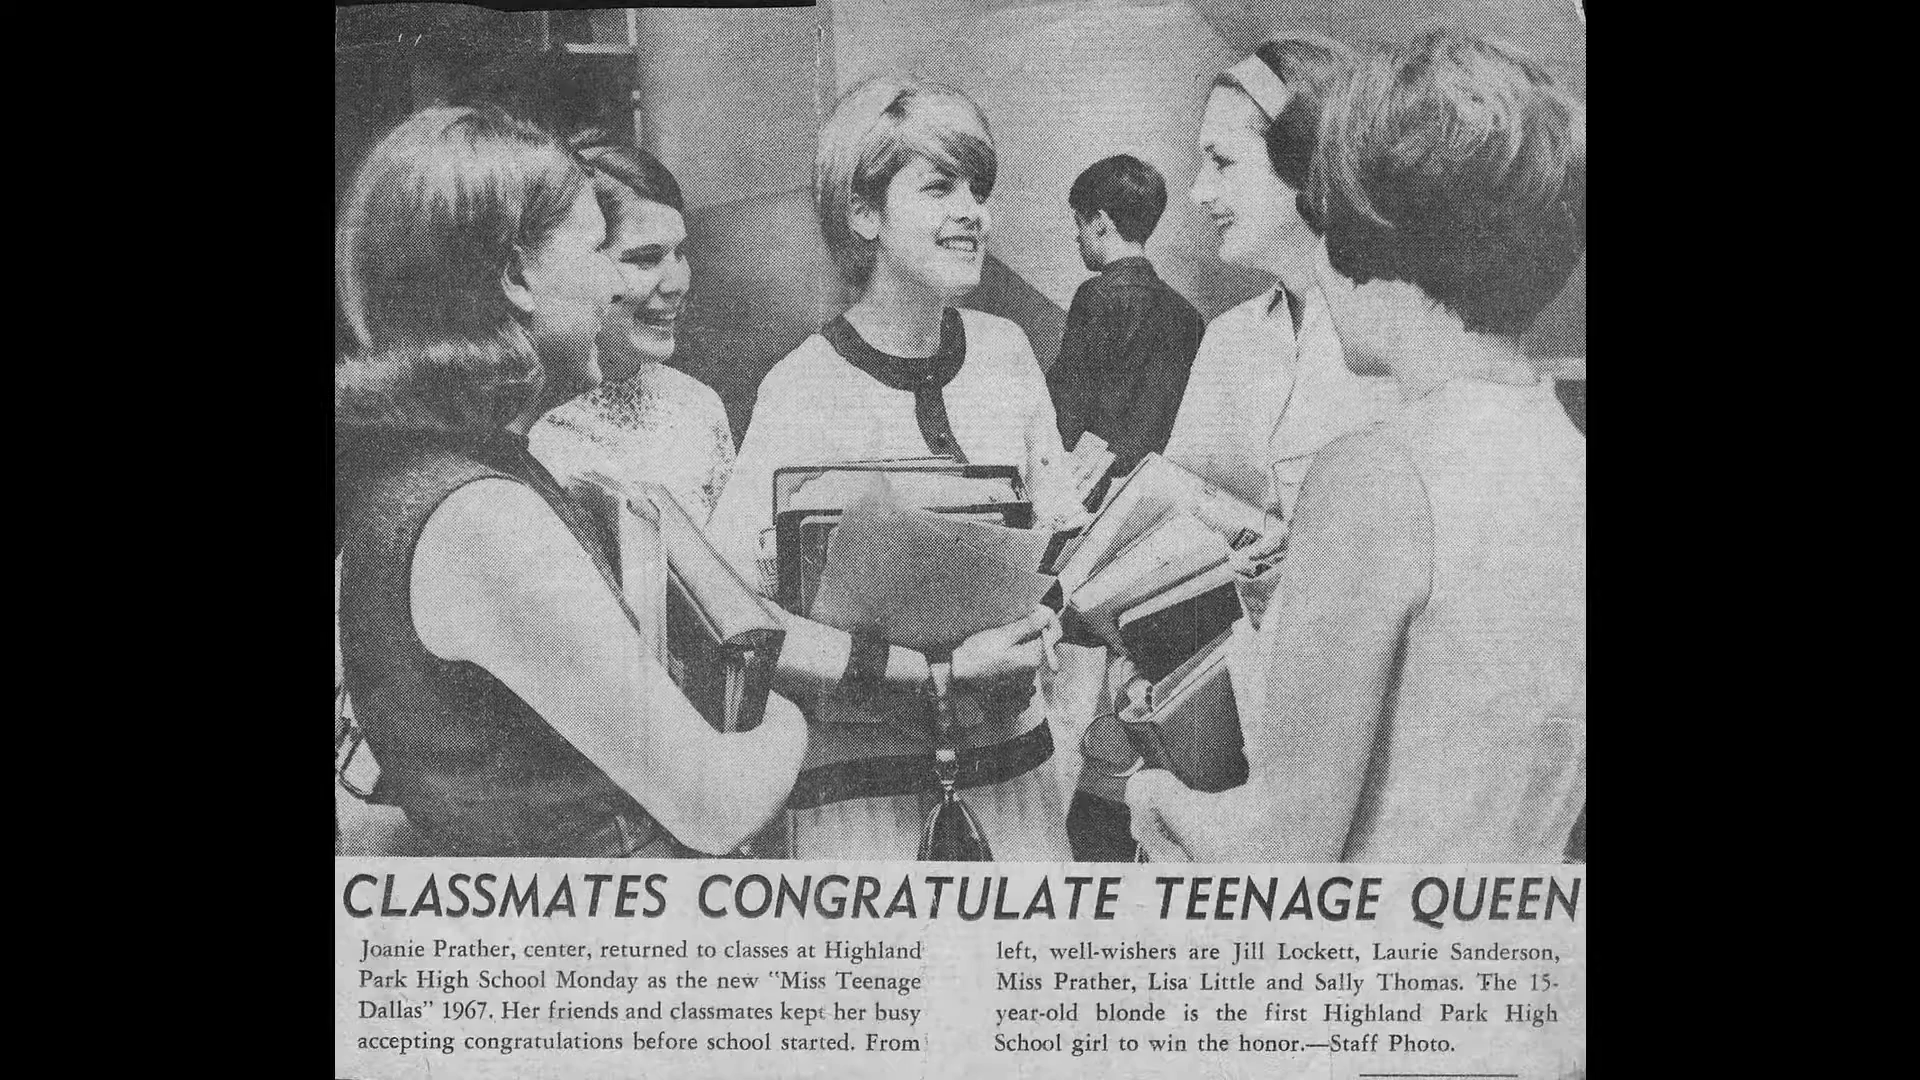 CLASSMATES CONGRATULATE TEENAGE QUEEN
Joanie Prather, center, returned to classes at Highland
Park High School Monday as the new "Miss Teenage
Dallas" 1967. Her friends and classmates kept her busy
accepting congratulations before school started. From
left, well-wishers are Jill Lockett, Laurie Sanderson,
Miss Prather, Lisa Little and Sally Thomas. The 15-
year-old blonde is the first Highland Park High
School girl to win the honor.—Staff Photo.